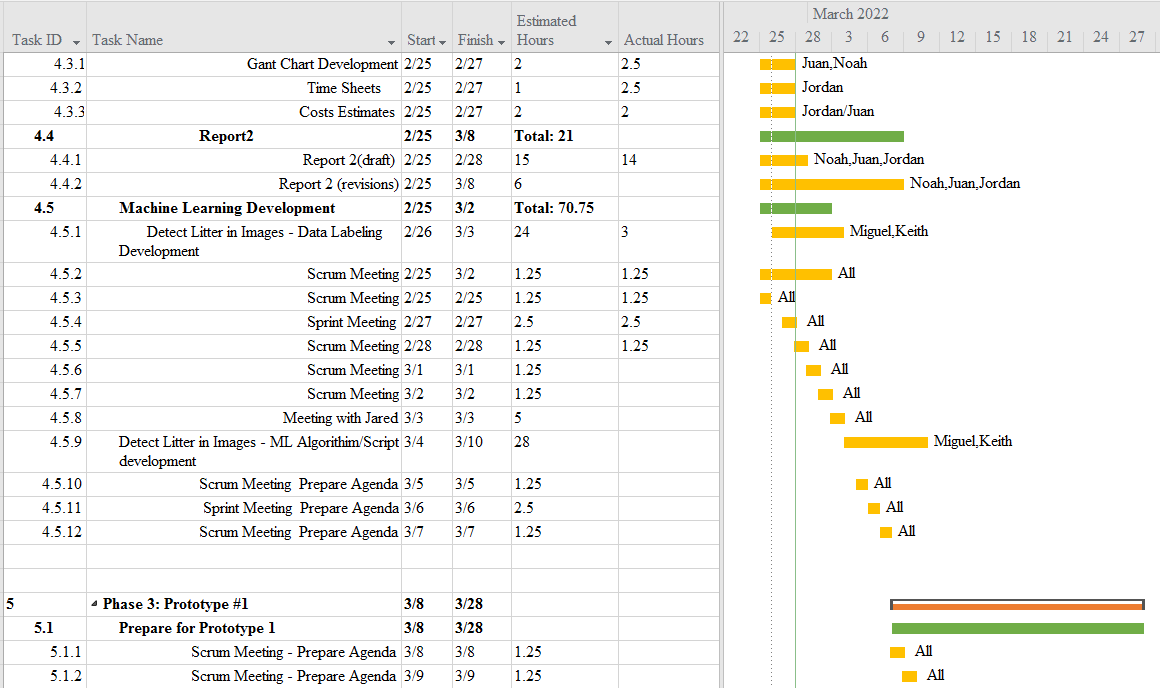 March 2022
Estimated
Task ID Task Name Start Finish Hours Actual Hours 22 25 28 3 6 9 12 15 18 21 24 27
4.3.1 Gant Chart Development 2/25 2/27 2 2.5 Juan,Noah
4.3.2 Time Sheets 2/25 2/27 1 2.5 Jordan
4.3.3 Costs Estimates 2/25 2/27 2 2 Jordan/Juan
4.4 Report2 2/25 3/8 Total: 21
4.4.1 Report 2(draft) 2/25 2/28 15 14 Noah,Juan,Jordan
4.4.2 Report 2 (revisions) 2/25 3/8 6 Noah,Juan,Jordan
4.5 Machine Learning Development 2/25 3/2 Total: 70.75
4.5.1 Detect Litter in Images - Data Labeling 2/26 3/3 24 3 Miguel,Keith
Development
4.5.2 Scrum Meeting 2/25 3/2 1.25 1.25 All
4.5.3 Scrum Meeting 2/25 2/25 1.25 1.25 All
4.5.4 Sprint Meeting 2/27 2/27 2.5 2.5 All
4.5.5 Scrum Meeting 2/28 2/28 1.25 1.25 All
4.5.6 Scrum Meeting 3/1 3/1 1.25 All
4.5.7 Scrum Meeting 3/2 3/2 1.25 All
4.5.8 Meeting with Jared 3/3 3/3 5 All
4.5.9 Detect Litter in Images - ML Algorithim/Script 3/4 3/10 28 Miguel,Keith
development
4.5.10 Scrum Meeting Prepare Agenda 3/5 3/5 1.25 All
4.5.11 Sprint Meeting Prepare Agenda 3/6 3/6 2.5 All
4.5.12 Scrum Meeting Prepare Agenda 3/7 3/7 1.25 All
5 Phase 3: Prototype #1 3/8 3/28
5.1 Prepare for Prototype 1 3/8 3/28
5.1.1 Scrum Meeting - Prepare Agenda 3/8 3/8 1.25 All
5.1.2 Scrum Meeting - Prepare Agenda 3/9 3/9 1.25 All